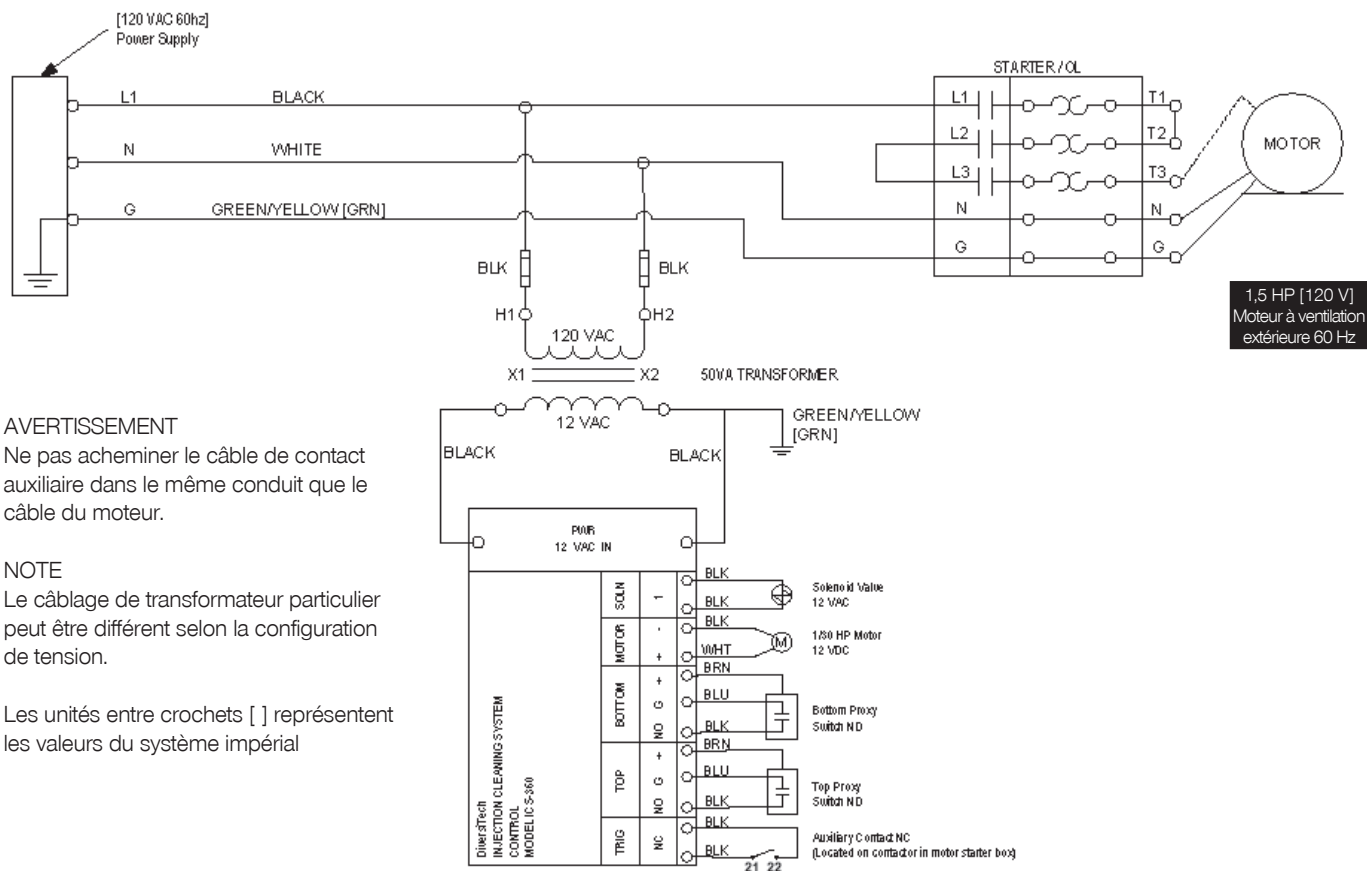 [120 VAC 60hz]
Power Supply
L1 BLACK
N WHITE
G GREEN/YELLOW [GRN]
STARTER / OL
L1 T1
L2 T2
L3 T3
N N
G G
MOTOR
1,5 HP [120 V]
Moteur à ventilation
extérieure 60 Hz
BLK BLK
H1 H2
120 VAC
X1 X2 50VA TRANSFORMER
12 VAC
GREEN/YELLOW
[GRN]
BLACK BLACK
AVERTISSEMENT
Ne pas acheminer le câble de contact
auxiliaire dans le même conduit que le
câble du moteur.
NOTE
Le câblage de transformateur particulier
peut être différent selon la configuration
de tension.
Les unités entre crochets [ ] représentent
les valeurs du système impérial
PWR
12 VAC IN
DiversiTech
INJECTION CLEANING SYSTEM
CONTROL
MODEL IC S-360
SOLN 1
MOTOR - +
BOTTOM + G NO
TOP + G NO
TRIG NC
BLK
BLK
Solenoid Value
12 VAC
BLK
WHT
M
1/30 HP Motor
12 VDC
BRN
BLU
BLK
Bottom Proxy
Switch NO
BRN
BLU
BLK
Top Proxy
Switch NO
BLK
BLK
21 22
Auxiliary Contact NC
(Located on contactor in motor starter box)